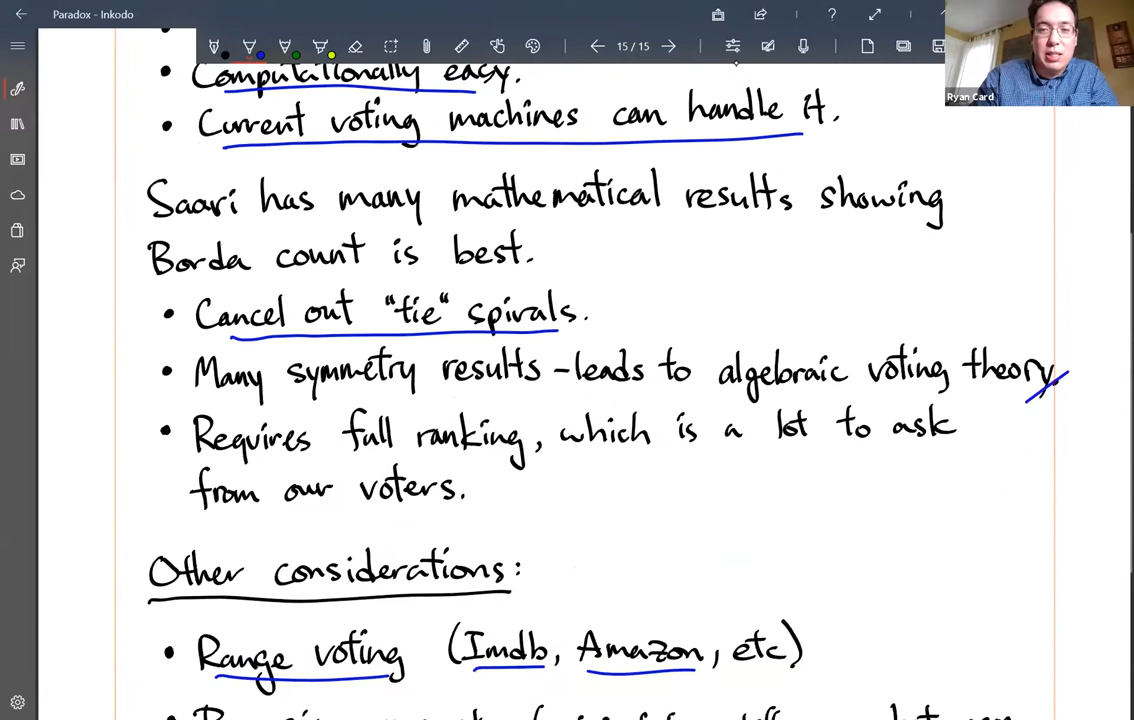 Paradox - Inkodo
15/15
Ryan Card
• Computationally easy.
• Current voting machines can handle it.
Saari has many mathematical results showing
Borda count is best.
• Cancel out "tie" spirals.
• Many symmetry results - leads to algebraic voting theory.
• Requires full ranking, which is a lot to ask
from our voters.
Other considerations:
• Range voting (Imdb, Amazon, etc)